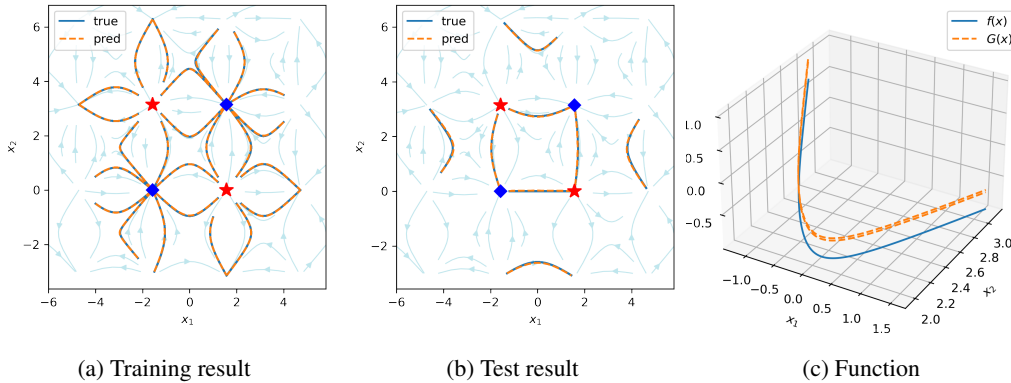 true
pred
6
4
2
0
−2
x₂
−6
−4
−2
0
2
4
x₁
(a) Training result
true
pred
6
4
2
0
−2
x₂
−6
−4
−2
0
2
4
x₁
(b) Test result
f(x)
G(x)
1.0
0.5
0.0
−0.5
−1.0
−0.5
0.0
0.5
1.0
1.5
x₁
2.0
2.2
2.4
2.6
2.8
3.0
x₂
(c) Function